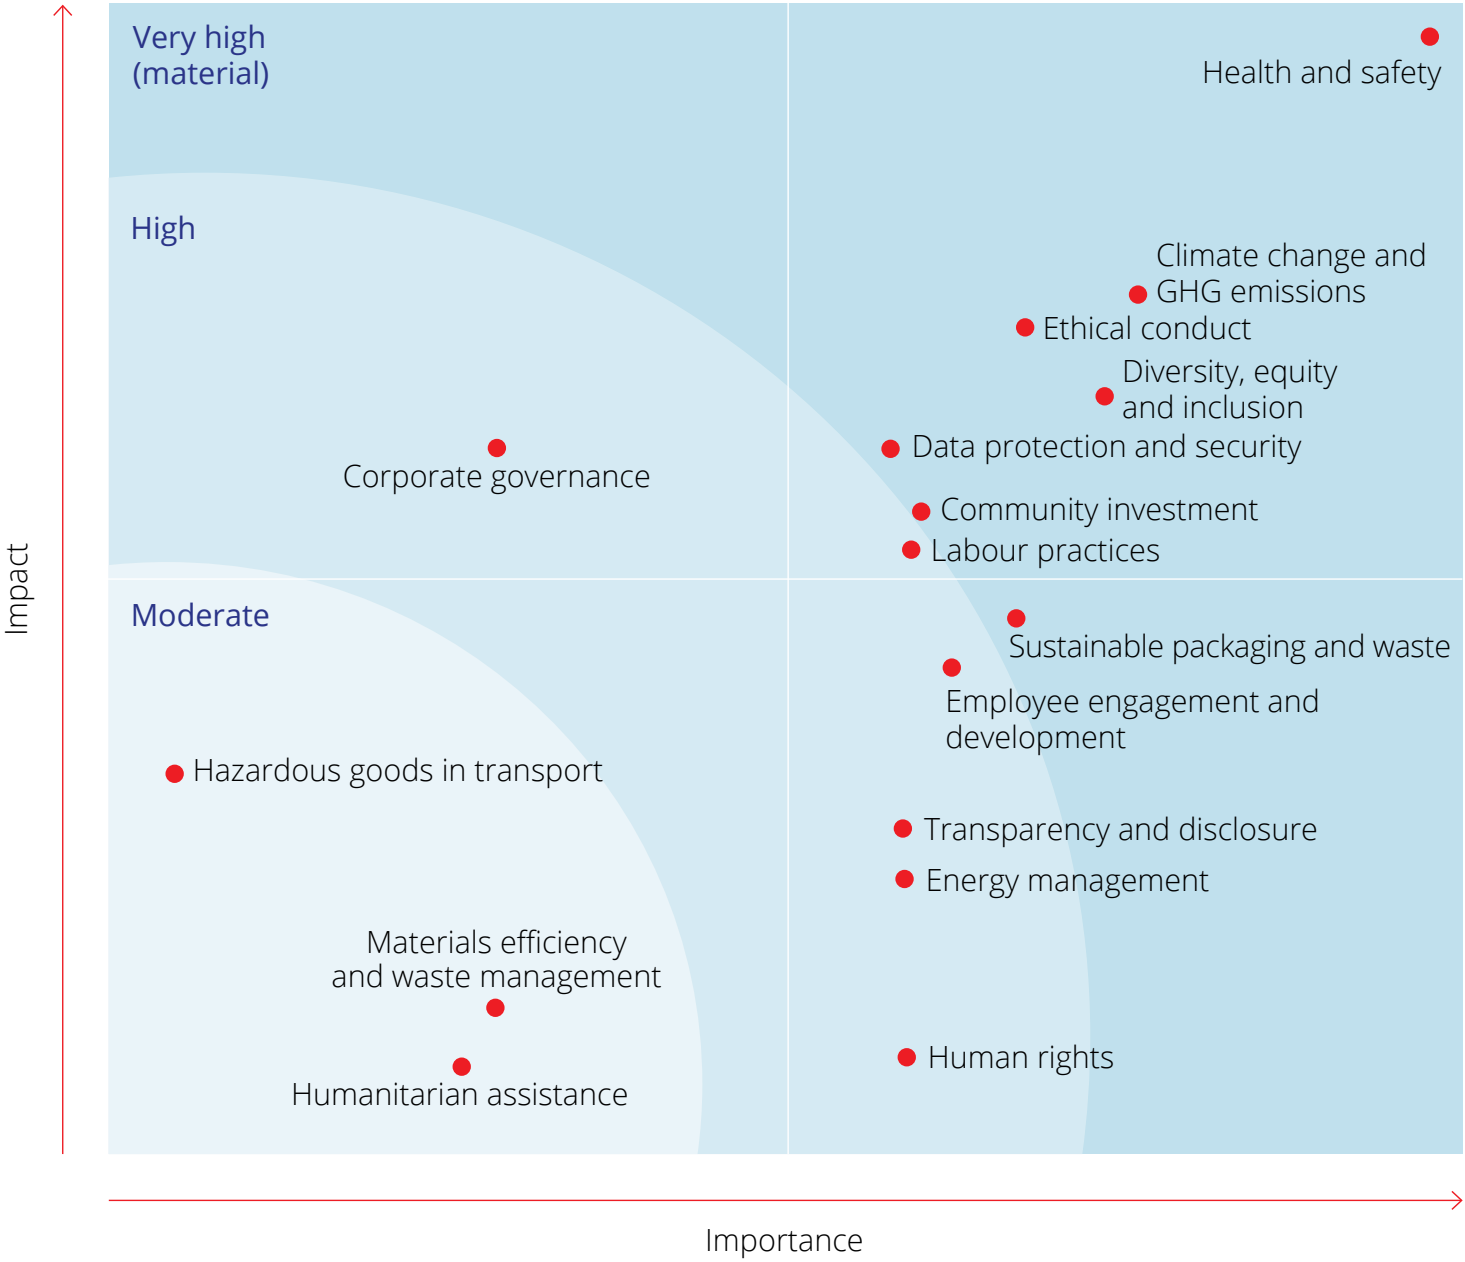 Very high
(material)
Health and safety
High
Climate change and
GHG emissions
Ethical conduct
Diversity, equity
and inclusion
Data protection and security
Corporate governance
Community investment
Labour practices
Impact
Moderate
Sustainable packaging and waste
Employee engagement and
development
Hazardous goods in transport
Transparency and disclosure
Energy management
Materials efficiency
and waste management
Human rights
Humanitarian assistance
Importance